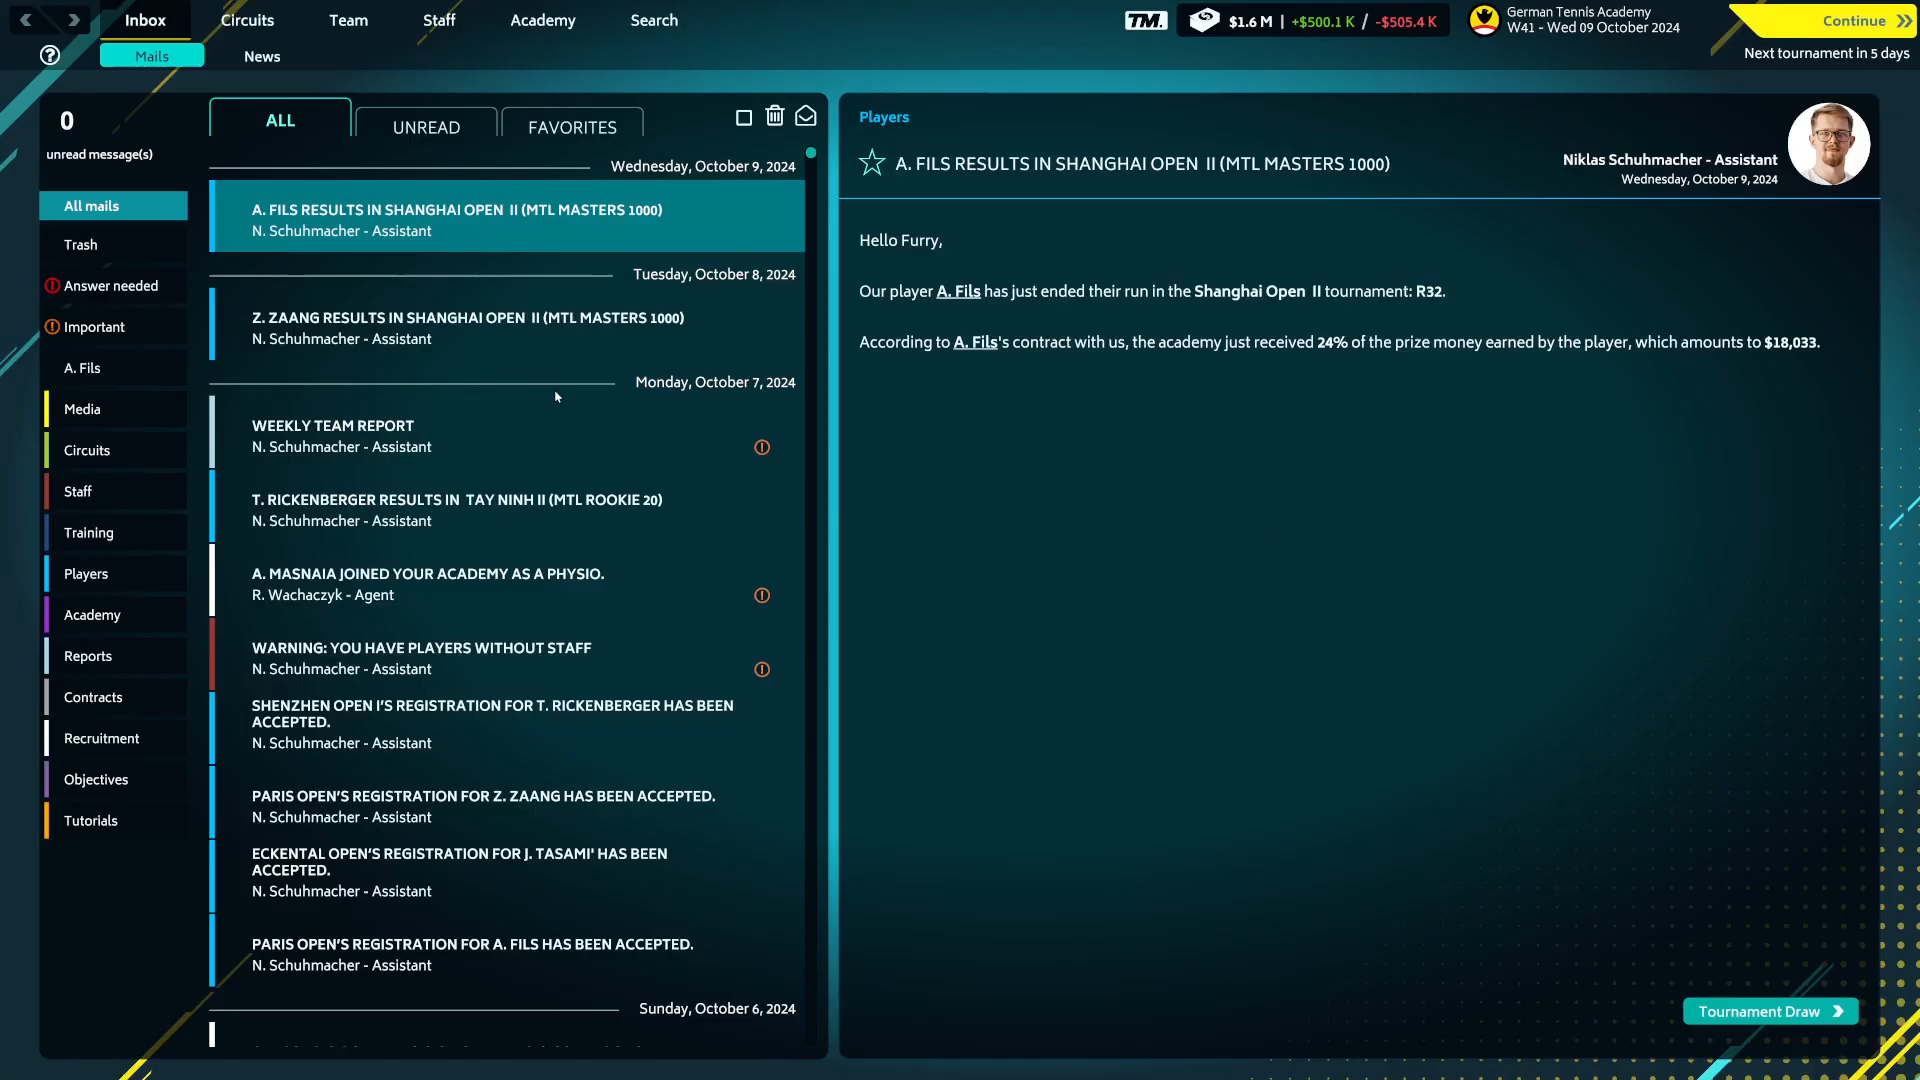 Inbox
Circuits
Team
Staff
Academy
Search
TM.
$1.6 M | +$500.1 K / -$505.4 K
German Tennis Academy
W41 - Wed 09 October 2024
Continue
Next tournament in 5 days
Mails
News
0
unread message(s)
All mails
Trash
Answer needed
Important
A. Fils
Media
Circuits
Staff
Training
Players
Academy
Reports
Contracts
Recruitment
Objectives
Tutorials
ALL
UNREAD
FAVORITES
Wednesday, October 9, 2024
A. FILS RESULTS IN SHANGHAI OPEN II (MTL MASTERS 1000)
N. Schuhmacher - Assistant
Tuesday, October 8, 2024
Z. ZAANG RESULTS IN SHANGHAI OPEN II (MTL MASTERS 1000)
N. Schuhmacher - Assistant
Monday, October 7, 2024
WEEKLY TEAM REPORT
N. Schuhmacher - Assistant
T. RICKENBERGER RESULTS IN TAY NINH II (MTL ROOKIE 20)
N. Schuhmacher - Assistant
A. MASNAIA JOINED YOUR ACADEMY AS A PHYSIO.
R. Wachaczyk - Agent
WARNING: YOU HAVE PLAYERS WITHOUT STAFF
N. Schuhmacher - Assistant
SHENZHEN OPEN I'S REGISTRATION FOR T. RICKENBERGER HAS BEEN
ACCEPTED.
N. Schuhmacher - Assistant
PARIS OPEN'S REGISTRATION FOR Z. ZAANG HAS BEEN ACCEPTED.
N. Schuhmacher - Assistant
ECKENTAL OPEN'S REGISTRATION FOR J. TASAMI' HAS BEEN
ACCEPTED.
N. Schuhmacher - Assistant
PARIS OPEN'S REGISTRATION FOR A. FILS HAS BEEN ACCEPTED.
N. Schuhmacher - Assistant
Sunday, October 6, 2024
Players
A. FILS RESULTS IN SHANGHAI OPEN II (MTL MASTERS 1000)
Niklas Schuhmacher - Assistant
Wednesday, October 9, 2024
Hello Furry,
Our player A. Fils has just ended their run in the Shanghai Open II tournament: R32.
According to A. Fils's contract with us, the academy just received 24% of the prize money earned by the player, which amounts to $18,033.
Tournament Draw